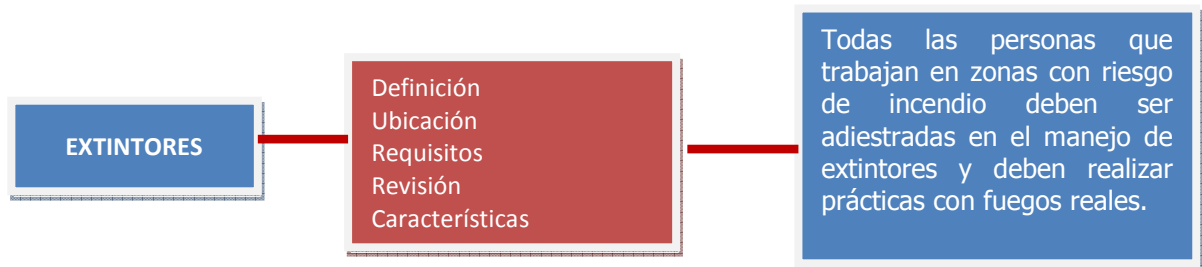 EXTINTORES
Definición
Ubicación
Requisitos
Revisión
Características
Todas las personas que
trabajan en zonas con riesgo
de incendio deben ser
adiestradas en el manejo de
extintores y deben realizar
prácticas con fuegos reales.